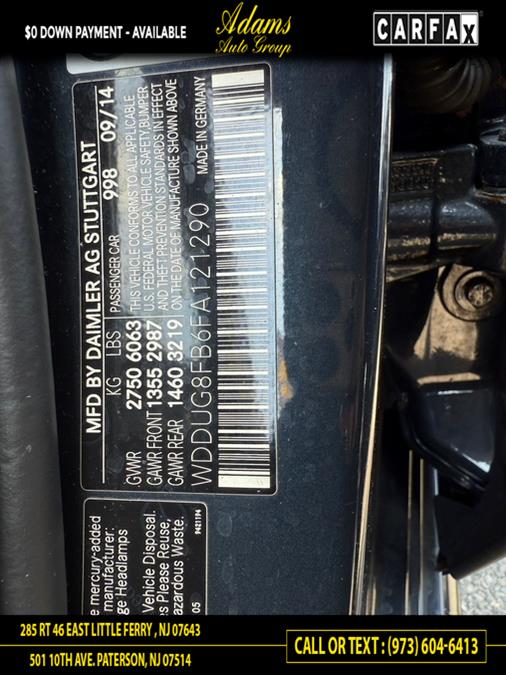 $0 DOWN PAYMENT - AVAILABLE
Adams
Auto Group
CARFAX
MFD BY DAIMLER AG STUTTGART
998 09/14
KG LBS PASSENGER CAR
GVWR 2750 6063
GAWR FRONT 1355 2987
GAWR REAR 1460 3219
THIS VEHICLE CONFORMS TO ALL APPLICABLE
U.S. FEDERAL MOTOR VEHICLE SAFETY,BUMPER
AND THEFT PREVENTION STANDARDS IN EFFECT
ON THE DATE OF MANUFACTURE SHOWN ABOVE
WDDUG8FB6FA121290
MADE IN GERMANY
e mercury-added
manufacturer:
ge Headlamps
Vehicle Disposal.
es Please Reuse,
azardous Waste.
05
9421194
285 RT 46 EAST LITTLE FERRY , NJ 07643
501 10TH AVE. PATERSON, NJ 07514
CALL OR TEXT : (973) 604-6413